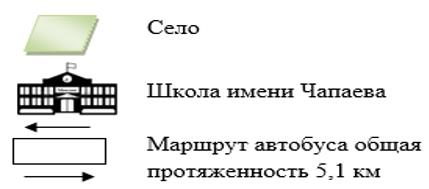 Село
Школа имени Чапаева
Маршрут автобуса общая
протяженность 5,1 км